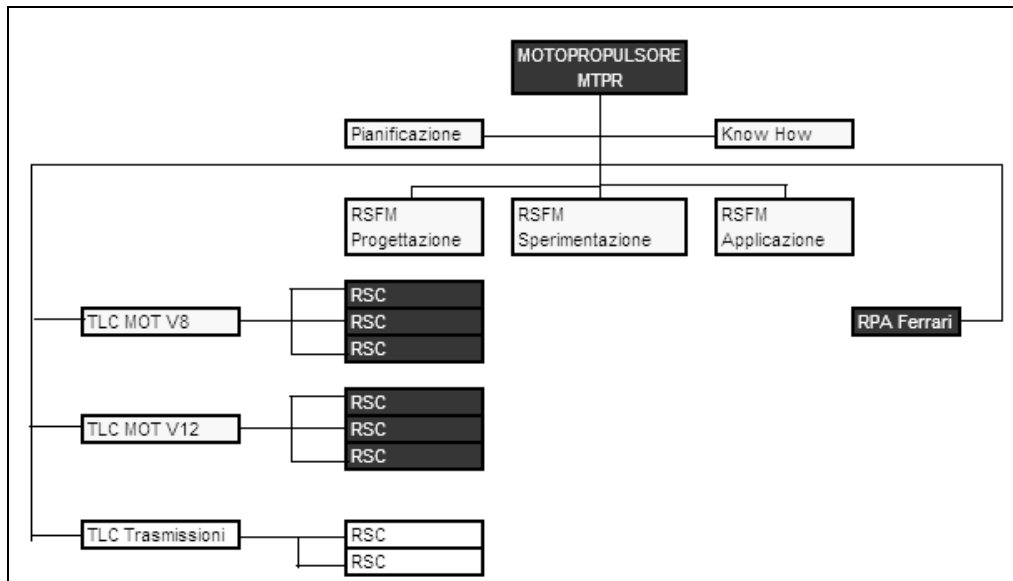 MOTOPROPULSORE
MTPR
Pianificazione
Know How
RSFM
Progettazione
RSFM
Sperimentazione
RSFM
Applicazione
RSC
TLC MOT V8
RSC
RPA Ferrari
RSC
RSC
TLC MOT V12
RSC
RSC
TLC Trasmissioni
RSC
RSC